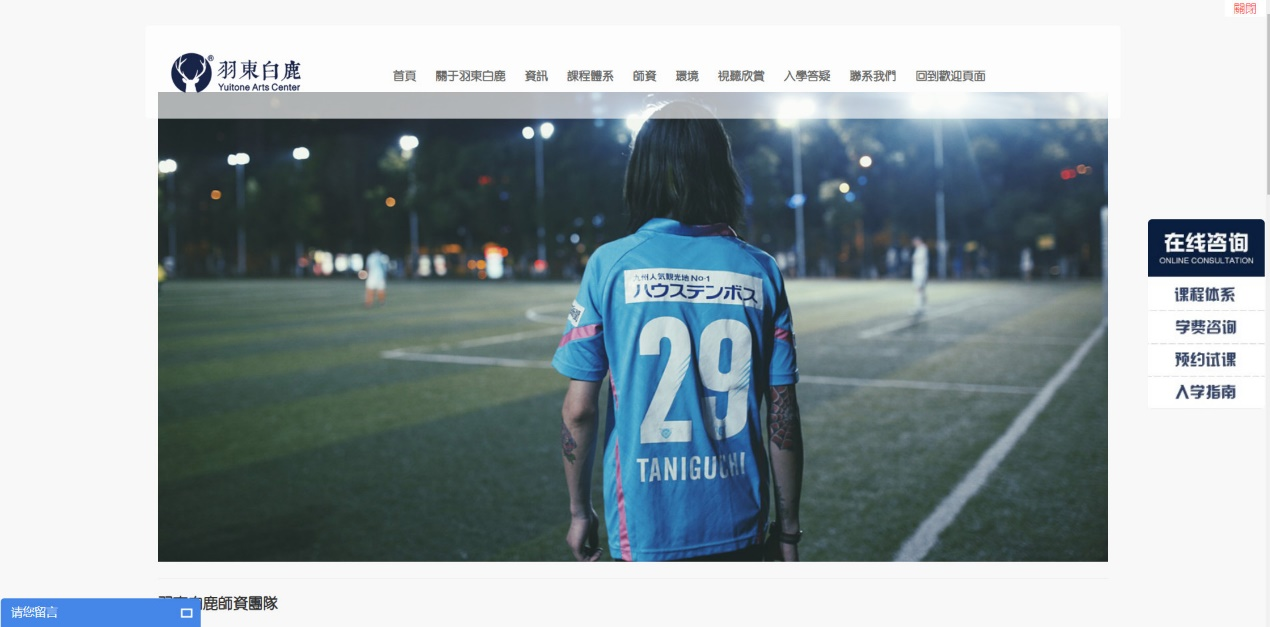 關閉
羽東白鹿®
Yuitone Arts Center
首頁 關于羽東白鹿 資訊 課程體系 師資 環境 視聽欣賞 入學答疑 聯系我們 回到歡迎頁面
九州人気観光地No.1
ハウステンボス
29
TANIGUCHI
在线咨询
ONLINE CONSULTATION
课程体系
学费咨询
预约试课
入学指南
羽東白鹿師資團隊
请您留言